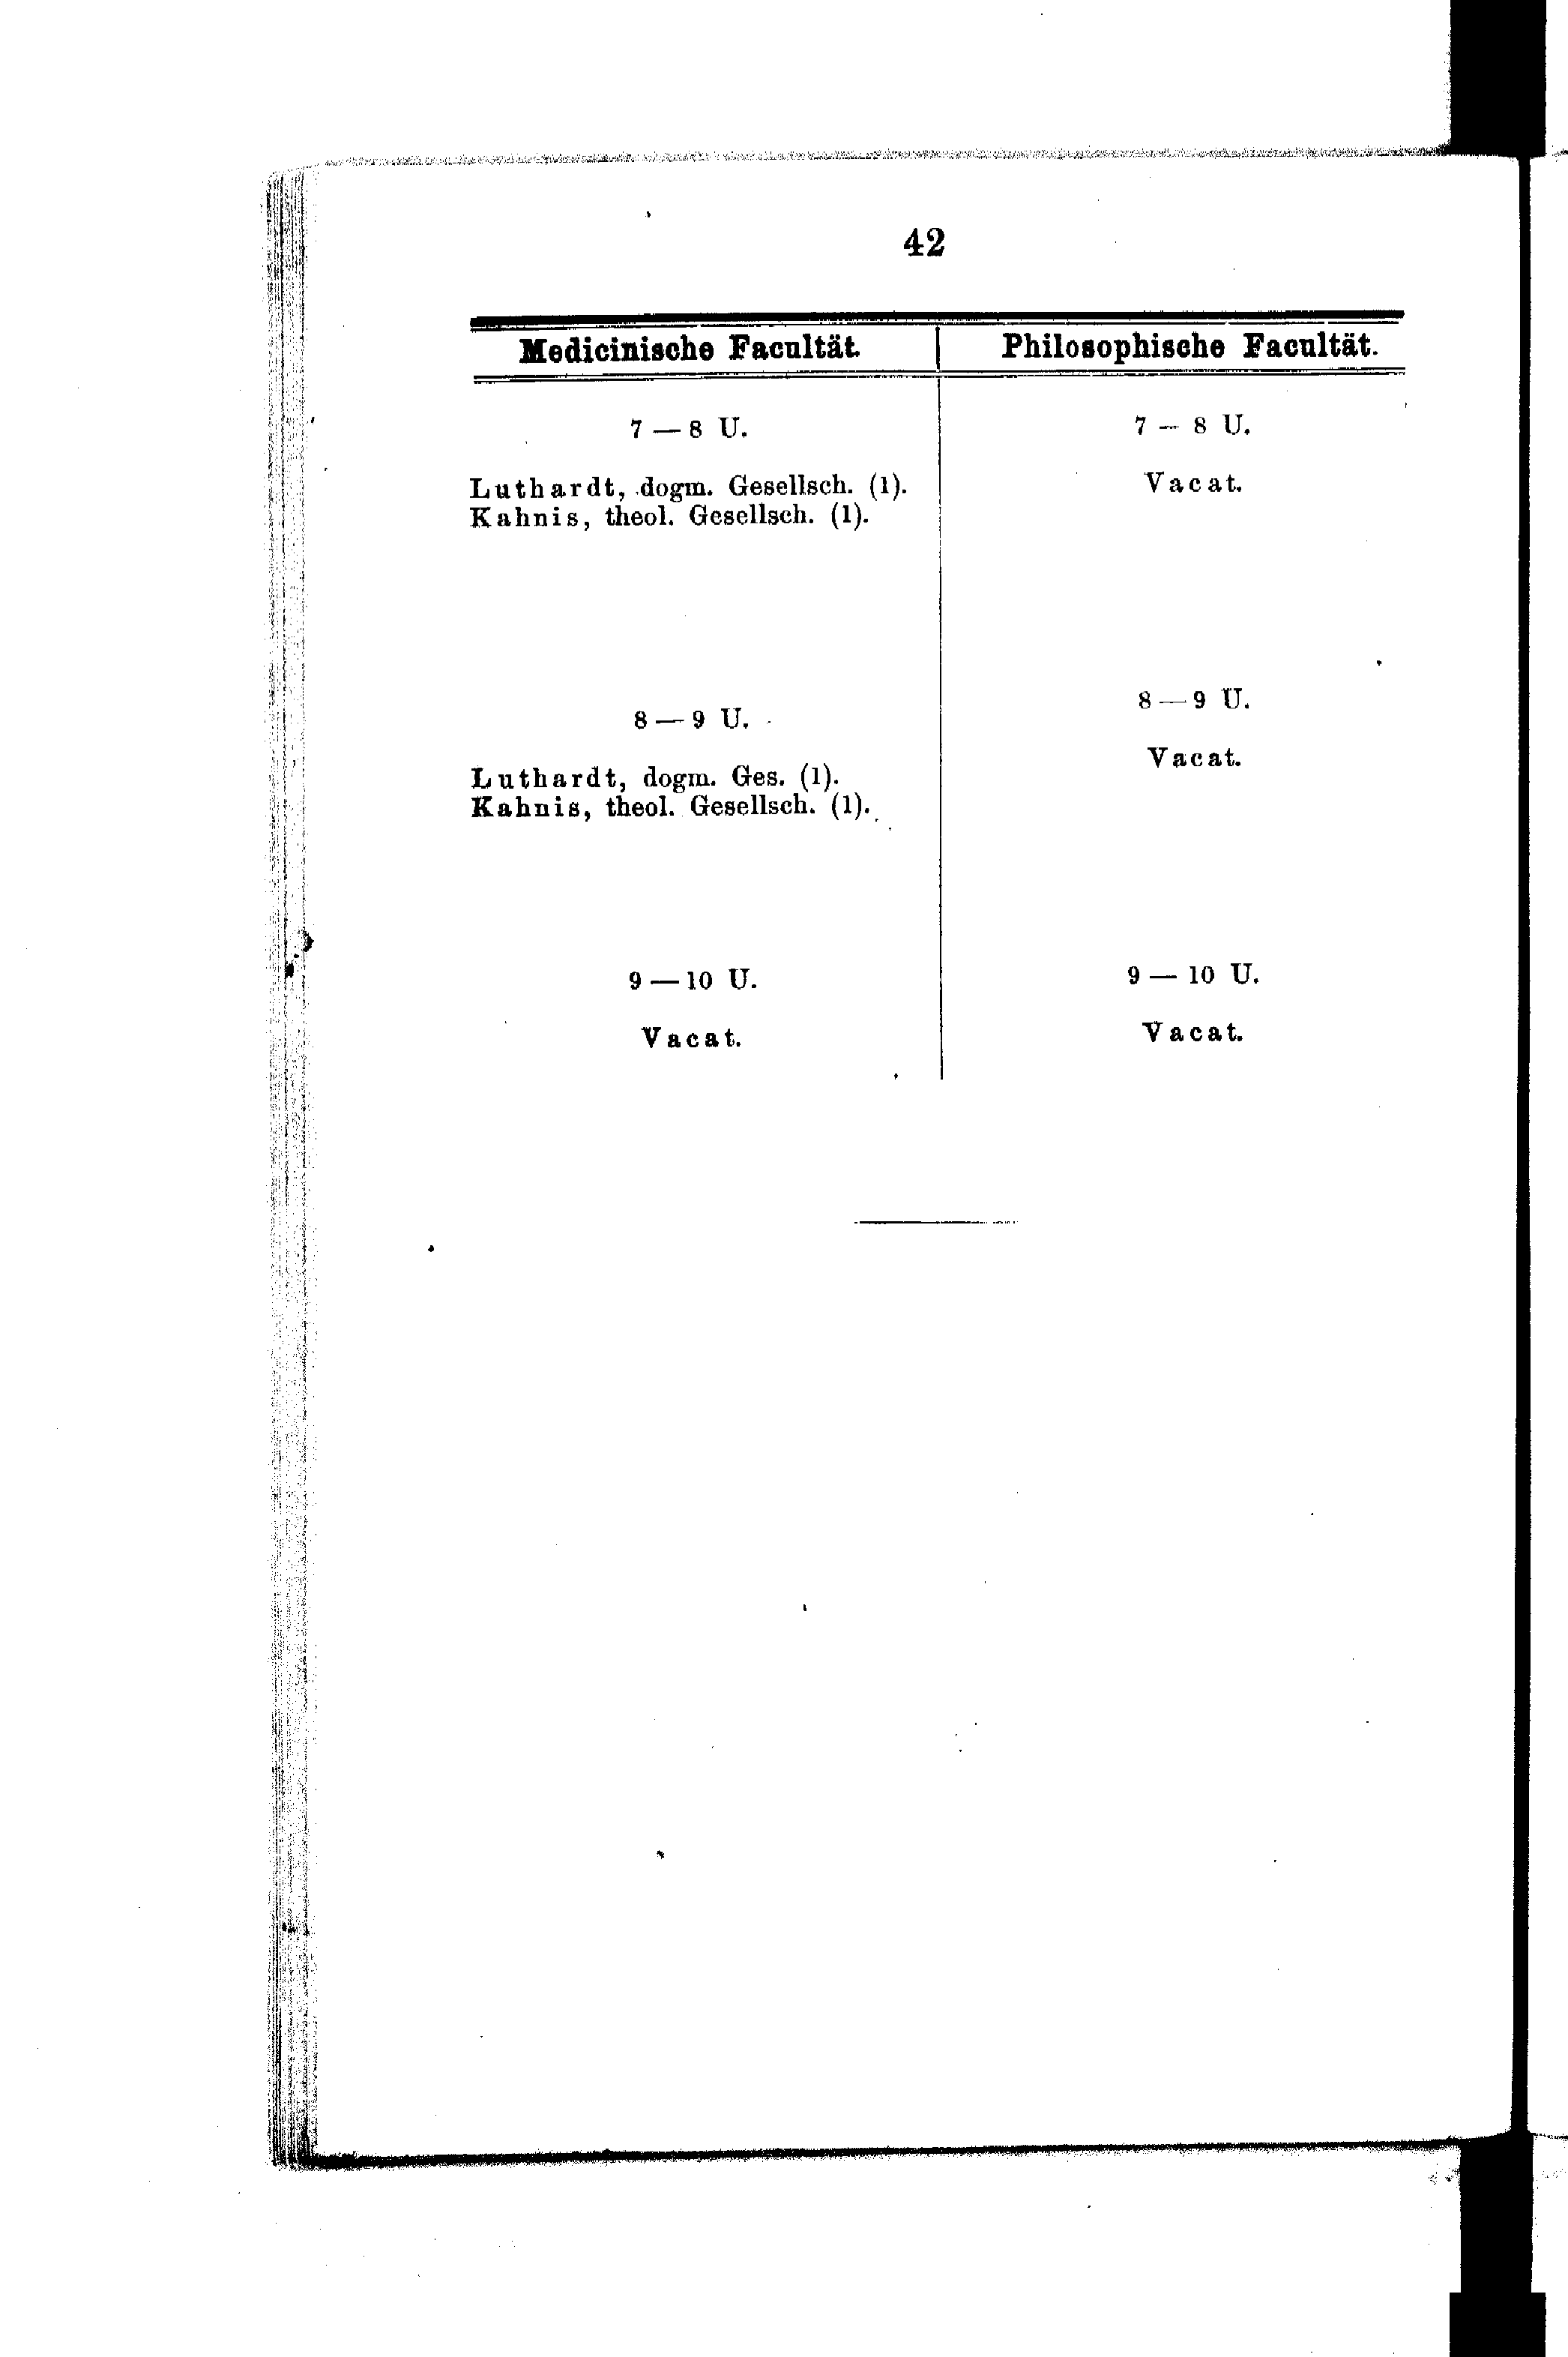 42
Medicinische Facultät.
7 — 8 U.
Luthardt, dogm. Gesellsch. (1).
Kahnis, theol. Gesellsch. (1).
8 — 9 U.
Luthardt, dogm. Ges. (1).
Kahnis, theol. Gesellsch. (1).
9 — 10 U.
Vacat.
Philosophische Facultät.
7 — 8 U.
Vacat.
8 — 9 U.
Vacat.
9 — 10 U.
Vacat.